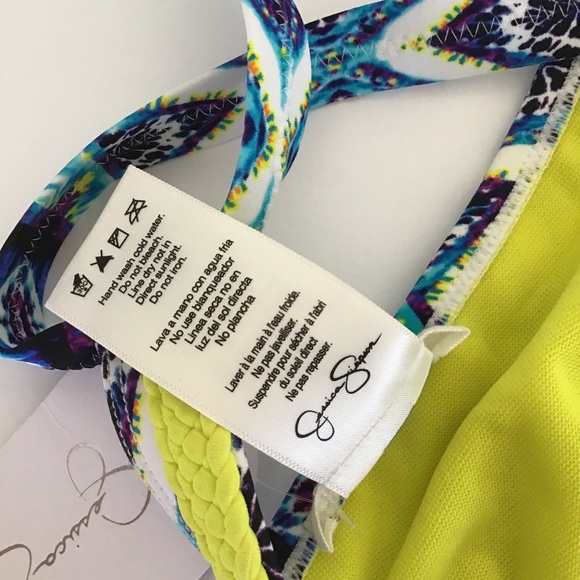 Hand wash cold water.
Do not bleach.
Line dry not in
Direct sunlight.
Do not Iron.
Lava a mano con agua fria
No use blanqueador
Linea seca no en
luz del sol directa
No plancha
Laver à la main à l'eau froide.
Ne pas javelliser.
Suspendre pour sécher à l'abri
du soleil direct
Ne pas repasser.
Jessica Simpson
Jessica